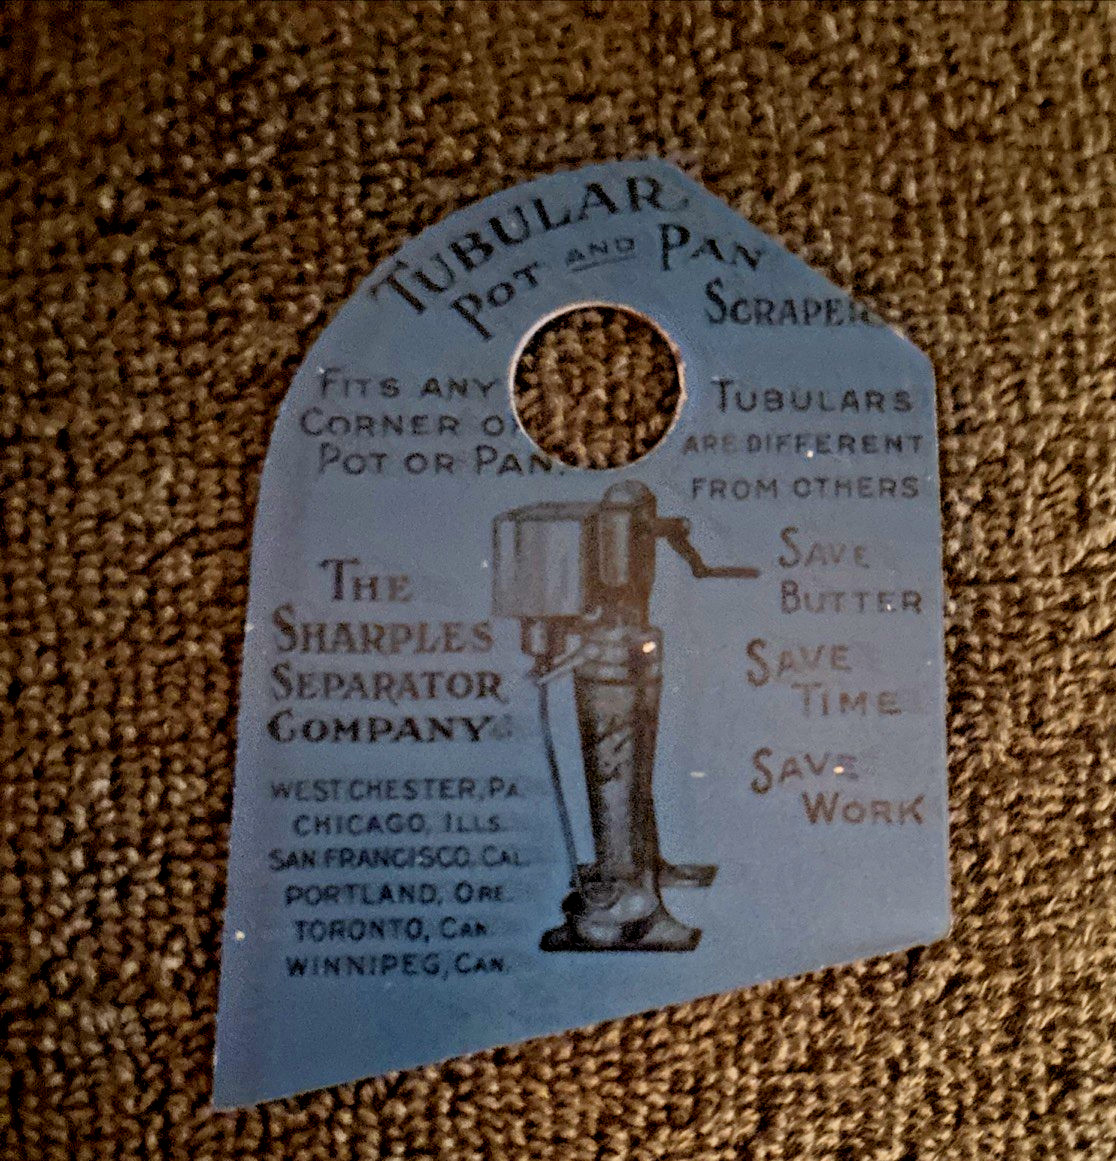 TUBULAR
POT AND PAN
SCRAPER
FITS ANY
CORNER OF
POT OR PAN.
TUBULARS
ARE DIFFERENT
FROM OTHERS
THE
SHARPLES
SEPARATOR
COMPANY
WEST CHESTER, PA.
CHICAGO, ILLS.
SAN FRANCISCO, CAL.
PORTLAND, ORE.
TORONTO, CAN.
WINNIPEG, CAN.
SAVE
BUTTER
SAVE
TIME
SAVE
WORK